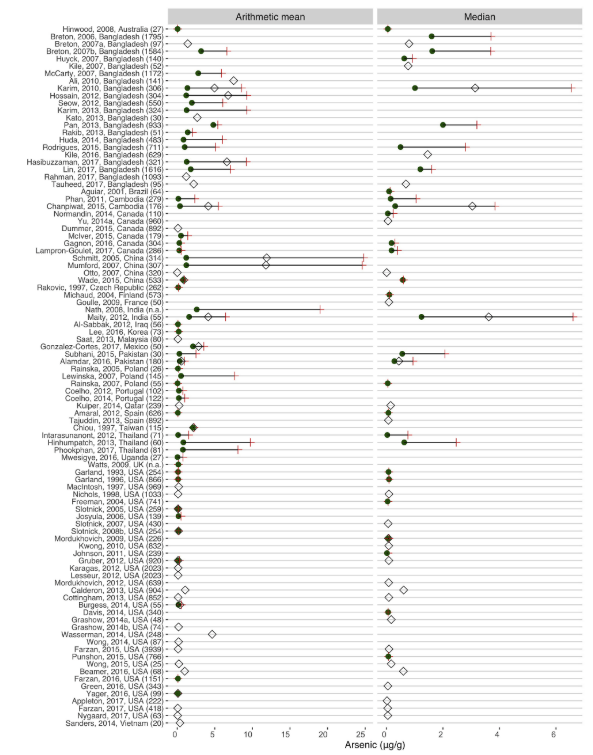 Arithmetic mean Median
Hinwood, 2008, Australia (27)
Breton, 2006, Bangladesh (1795)
Breton, 2007a, Bangladesh (97)
Breton, 2007b, Bangladesh (1584)
Huyck, 2007, Bangladesh (140)
Kile, 2007, Bangladesh (52)
McCarty, 2007, Bangladesh (1172)
Ali, 2010, Bangladesh (141)
Karim, 2010, Bangladesh (306)
Hossain, 2012, Bangladesh (304)
Seow, 2012, Bangladesh (550)
Karim, 2013, Bangladesh (324)
Kato, 2013, Bangladesh (30)
Pan, 2013, Bangladesh (933)
Rakib, 2013, Bangladesh (51)
Huda, 2014, Bangladesh (483)
Rodrigues, 2015, Bangladesh (711)
Kile, 2016, Bangladesh (629)
Hasibuzzaman, 2017, Bangladesh (321)
Lin, 2017, Bangladesh (1616)
Rahman, 2017, Bangladesh (1093)
Tauheed, 2017, Bangladesh (95)
Aguiar, 2001, Brazil (64)
Phan, 2011, Cambodia (279)
Chanpiwat, 2015, Cambodia (176)
Normandin, 2014, Canada (110)
Yu, 2014a, Canada (960)
Dummer, 2015, Canada (892)
McIver, 2015, Canada (179)
Gagnon, 2016, Canada (304)
Lampron-Goulet, 2017, Canada (286)
Schmitt, 2005, China (314)
Mumford, 2007, China (307)
Otto, 2007, China (320)
Wade, 2015, China (533)
Rakovic, 1997, Czech Republic (262)
Michaud, 2004, Finland (573)
Goulle, 2009, France (50)
Nath, 2008, India (n.a.)
Maity, 2012, India (55)
Al-Sabbak, 2012, Iraq (56)
Lee, 2016, Korea (73)
Saat, 2013, Malaysia (80)
Gonzalez-Cortes, 2017, Mexico (50)
Subhani, 2015, Pakistan (30)
Alamdar, 2016, Pakistan (180)
Rainska, 2005, Poland (26)
Lewinska, 2007, Poland (145)
Rainska, 2007, Poland (55)
Coelho, 2012, Portugal (102)
Coelho, 2014, Portugal (122)
Kuiper, 2014, Qatar (239)
Amaral, 2012, Spain (626)
Tajuddin, 2013, Spain (892)
Chiou, 1997, Taiwan (115)
Intarasunanont, 2012, Thailand (71)
Hinhumpatch, 2013, Thailand (60)
Phookphan, 2017, Thailand (81)
Mwesigye, 2016, Uganda (27)
Watts, 2009, UK (n.a.)
Garland, 1993, USA (254)
Garland, 1996, USA (866)
MacIntosh, 1997, USA (969)
Nichols, 1998, USA (1033)
Freeman, 2004, USA (741)
Slotnick, 2005, USA (259)
Josyula, 2006, USA (139)
Slotnick, 2007, USA (430)
Slotnick, 2008b, USA (254)
Mordukhovich, 2009, USA (226)
Kwong, 2010, USA (632)
Johnson, 2011, USA (239)
Gruber, 2012, USA (920)
Karagas, 2012, USA (2023)
Lesseur, 2012, USA (2023)
Mordukhovich, 2012, USA (639)
Calderon, 2013, USA (904)
Cottingham, 2013, USA (852)
Burgess, 2014, USA (55)
Davis, 2014, USA (340)
Grashow, 2014a, USA (48)
Grashow, 2014b, USA (74)
Wasserman, 2014, USA (248)
Wong, 2014, USA (87)
Farzan, 2015, USA (3939)
Punshon, 2015, USA (766)
Wong, 2015, USA (25)
Beamer, 2016, USA (68)
Farzan, 2016, USA (1151)
Green, 2016, USA (343)
Yager, 2016, USA (99)
Appleton, 2017, USA (222)
Farzan, 2017, USA (418)
Nygaard, 2017, USA (63)
Sanders, 2014, Vietnam (20)
0 5 10 15 20 25 0 2 4 6
Arsenic (µg/g)